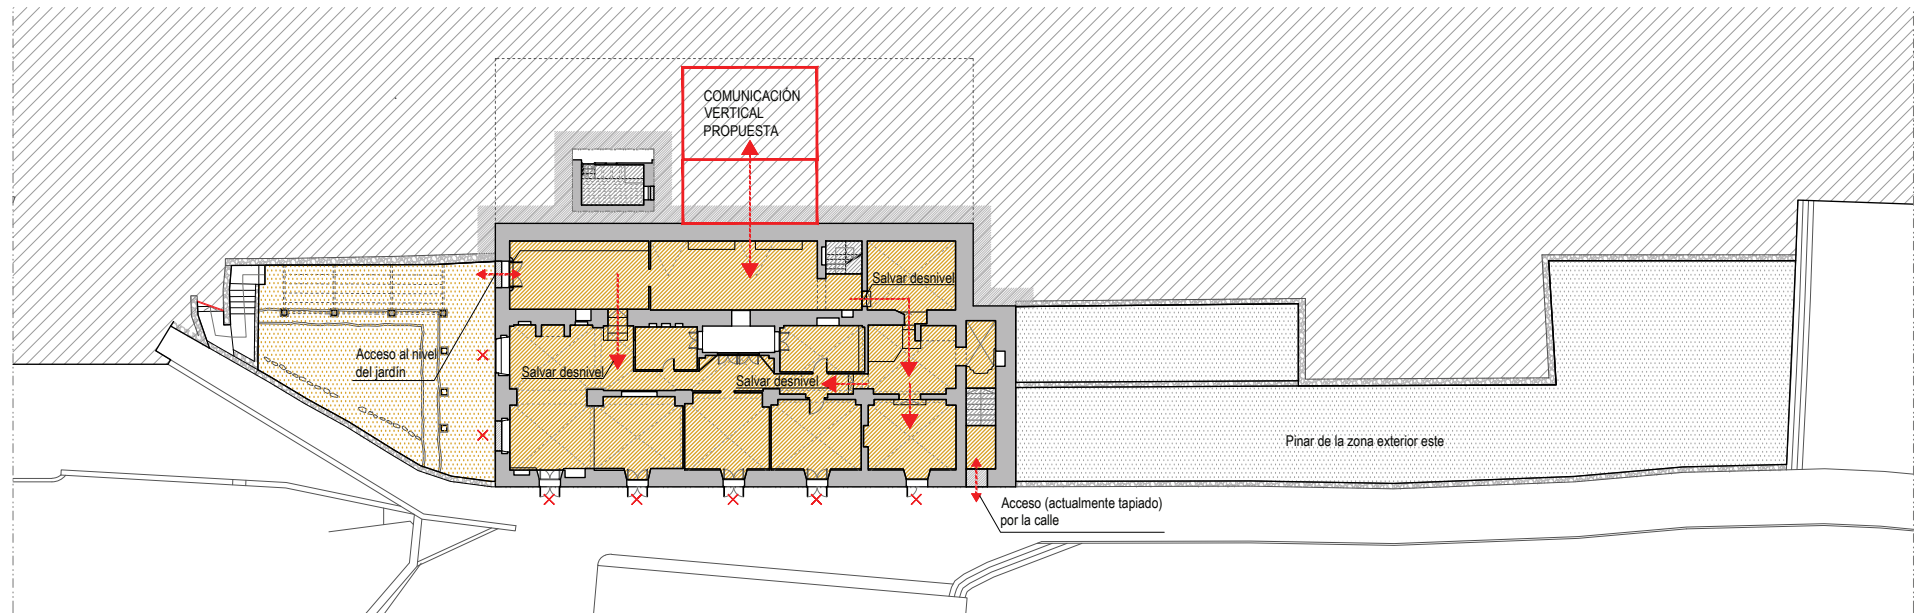 COMUNICACIÓN
VERTICAL
PROPUESTA
Salvar desnivel
Acceso al nivel
del jardín
Salvar desnivel
Salvar desnivel
Pinar de la zona exterior este
Acceso (actualmente tapiado)
por la calle